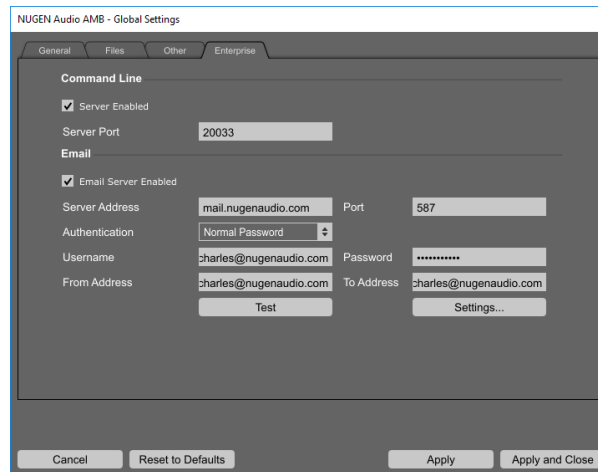 NUGEN Audio AMB - Global Settings
General Files Other Enterprise
Command Line
Server Enabled
Server Port 20033
Email
Email Server Enabled
Server Address mail.nugenaudio.com Port 587
Authentication Normal Password
Username charles@nugenaudio.com Password •••••••••••
From Address charles@nugenaudio.com To Address charles@nugenaudio.com
Test Settings...
Cancel Reset to Defaults Apply Apply and Close